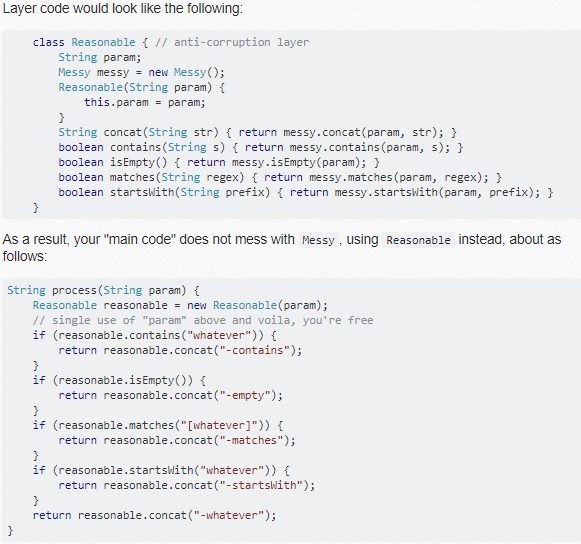 Layer code would look like the following:
class Reasonable { // anti-corruption layer
String param;
Messy messy = new Messy();
Reasonable(String param) {
this.param = param;
}
String concat(String str) { return messy.concat(param, str); }
boolean contains(String s) { return messy.contains(param, s); }
boolean isEmpty() { return messy.isEmpty(param); }
boolean matches(String regex) { return messy.matches(param, regex); }
boolean startsWith(String prefix) { return messy.startsWith(param, prefix); }
}
As a result, your "main code" does not mess with Messy , using Reasonable instead, about as
follows:
String process(String param) {
Reasonable reasonable = new Reasonable(param);
// single use of "param" above and voila, you're free
if (reasonable.contains("whatever")) {
return reasonable.concat("-contains");
}
if (reasonable.isEmpty()) {
return reasonable.concat("-empty");
}
if (reasonable.matches("[whatever]")) {
return reasonable.concat("-matches");
}
if (reasonable.startsWith("whatever")) {
return reasonable.concat("-startsWith");
}
return reasonable.concat("-whatever");
}